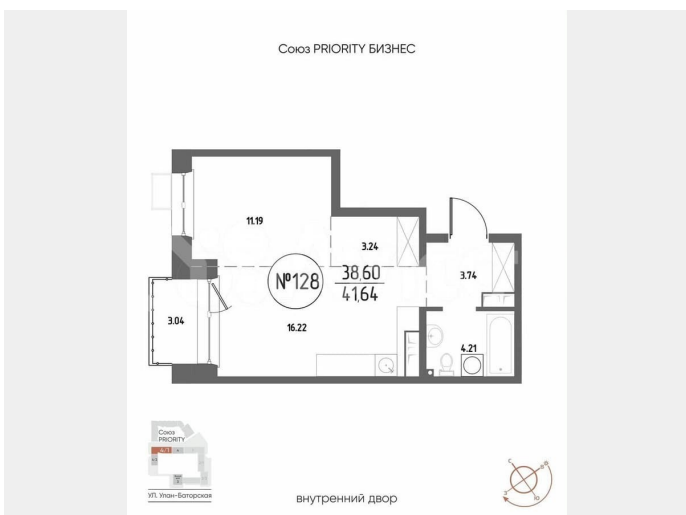 Союз PRIORITY БИЗНЕС
11.19
3.24
3.74
№128
38,60
41,64
3.04
16.22
4.21
Союз
PRIORITY
УЛ. Улан-Баторская
внутренний двор
С
В
З
Ю